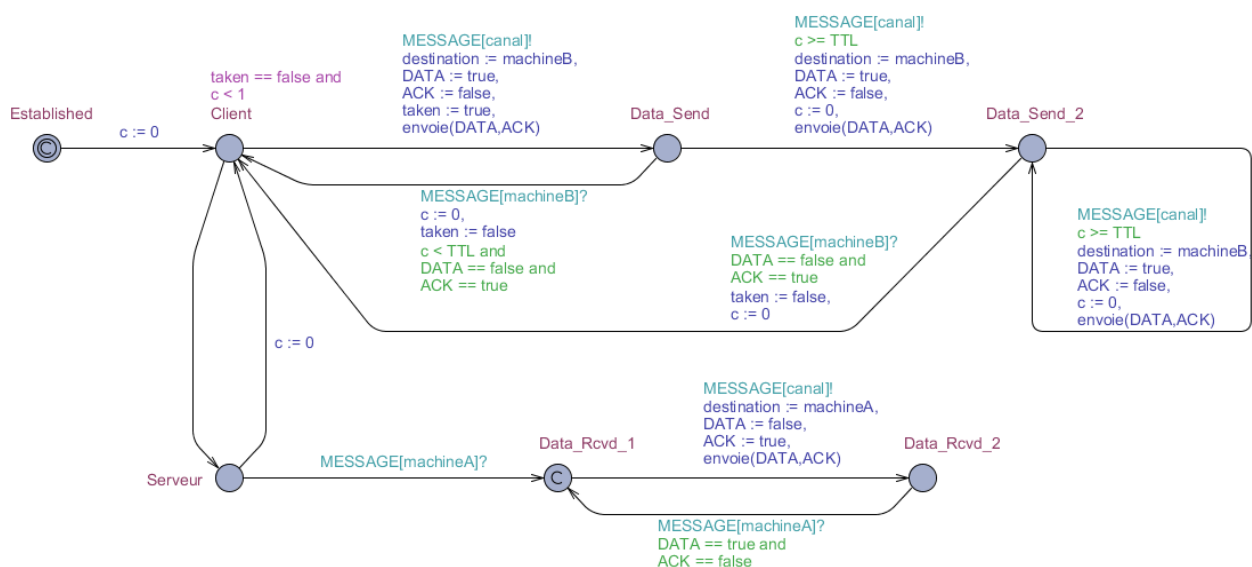 MESSAGE[canal]!
c >= TTL
destination := machineB,
DATA := true,
ACK := false,
c := 0,
envoie(DATA,ACK)
MESSAGE[canal]!
destination := machineB,
DATA := true,
ACK := false,
taken := true,
envoie(DATA,ACK)
taken == false and
c < 1
Established
Client
Data_Send
Data_Send_2
c := 0
C
MESSAGE[machineB]?
c := 0,
taken := false
c < TTL and
DATA == false and
ACK == true
MESSAGE[machineB]?
DATA == false and
ACK == true
taken := false,
c := 0
MESSAGE[canal]!
c >= TTL
destination := machineB,
DATA := true,
ACK := false,
c := 0,
envoie(DATA,ACK)
c := 0
MESSAGE[canal]!
destination := machineA,
DATA := false,
ACK := true,
envoie(DATA,ACK)
Serveur
MESSAGE[machineA]?
Data_Rcvd_1
C
Data_Rcvd_2
MESSAGE[machineA]?
DATA == true and
ACK == false